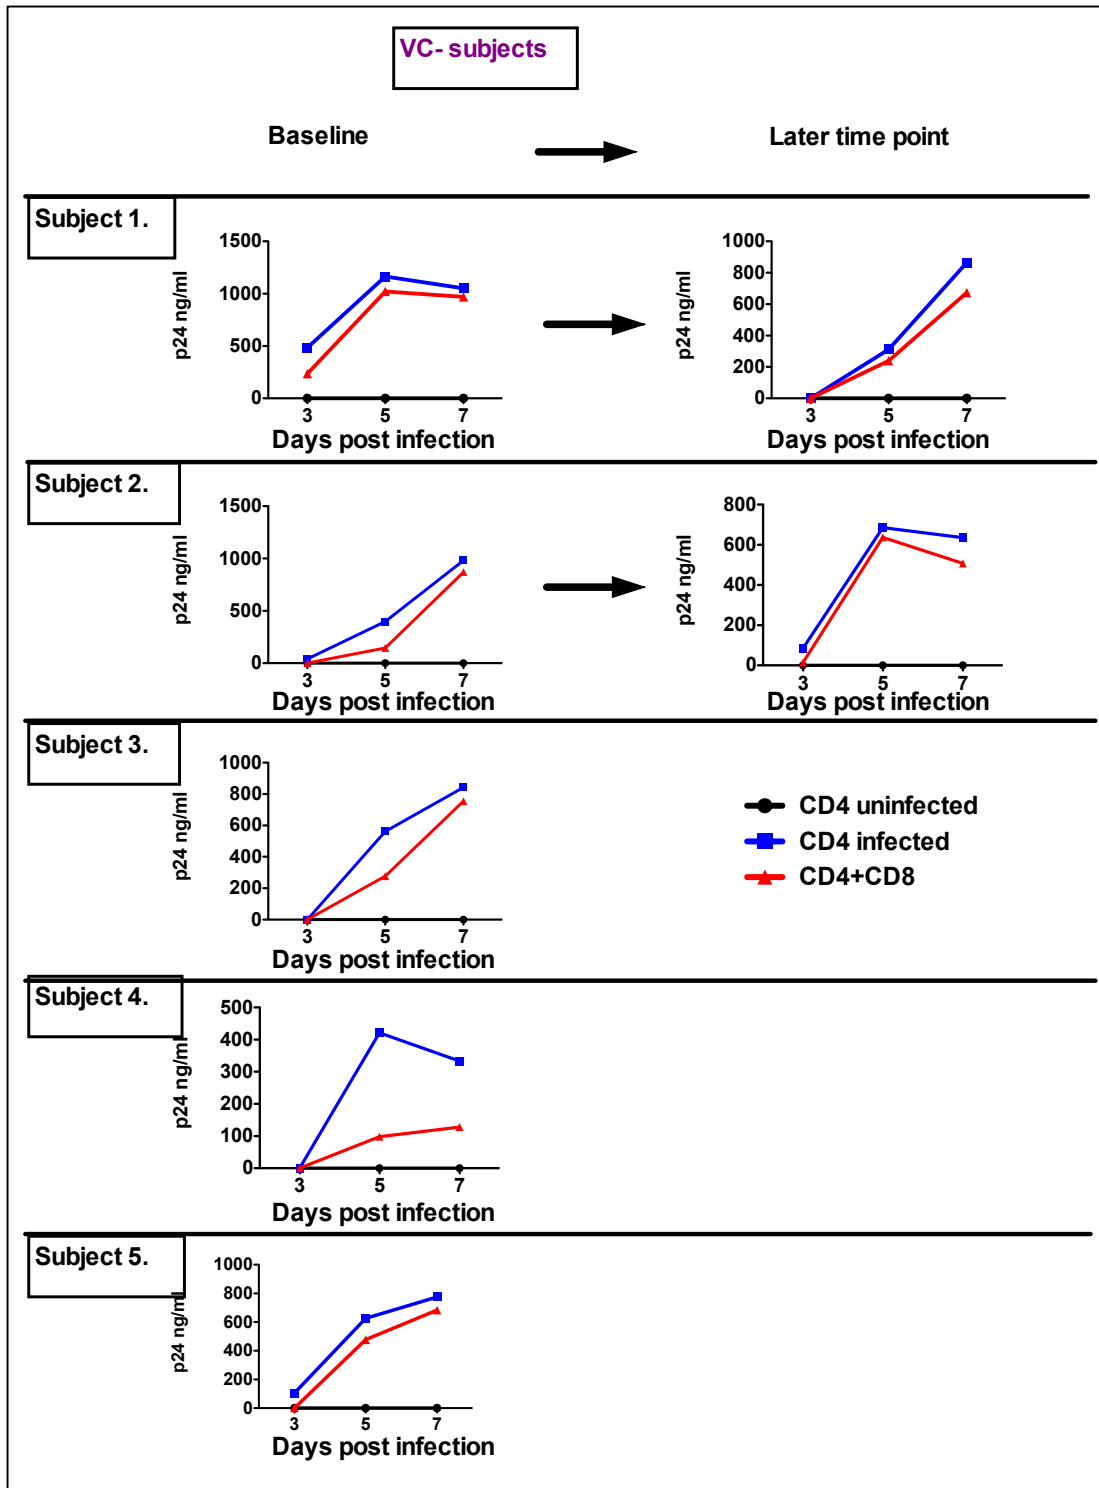 VC- subjects
Baseline
Later time point
Subject 1.
p24 ng/ml
1500
1000
500
0
3 5 7
Days post infection
p24 ng/ml
1000
800
600
400
200
0
3 5 7
Days post infection
Subject 2.
p24 ng/ml
1500
1000
500
0
3 5 7
Days post infection
p24 ng/ml
800
600
400
200
0
3 5 7
Days post infection
Subject 3.
p24 ng/ml
1000
800
600
400
200
0
3 5 7
Days post infection
CD4 uninfected
CD4 infected
CD4+CD8
Subject 4.
p24 ng/ml
500
400
300
200
100
0
3 5 7
Days post infection
Subject 5.
p24 ng/ml
1000
800
600
400
200
0
3 5 7
Days post infection